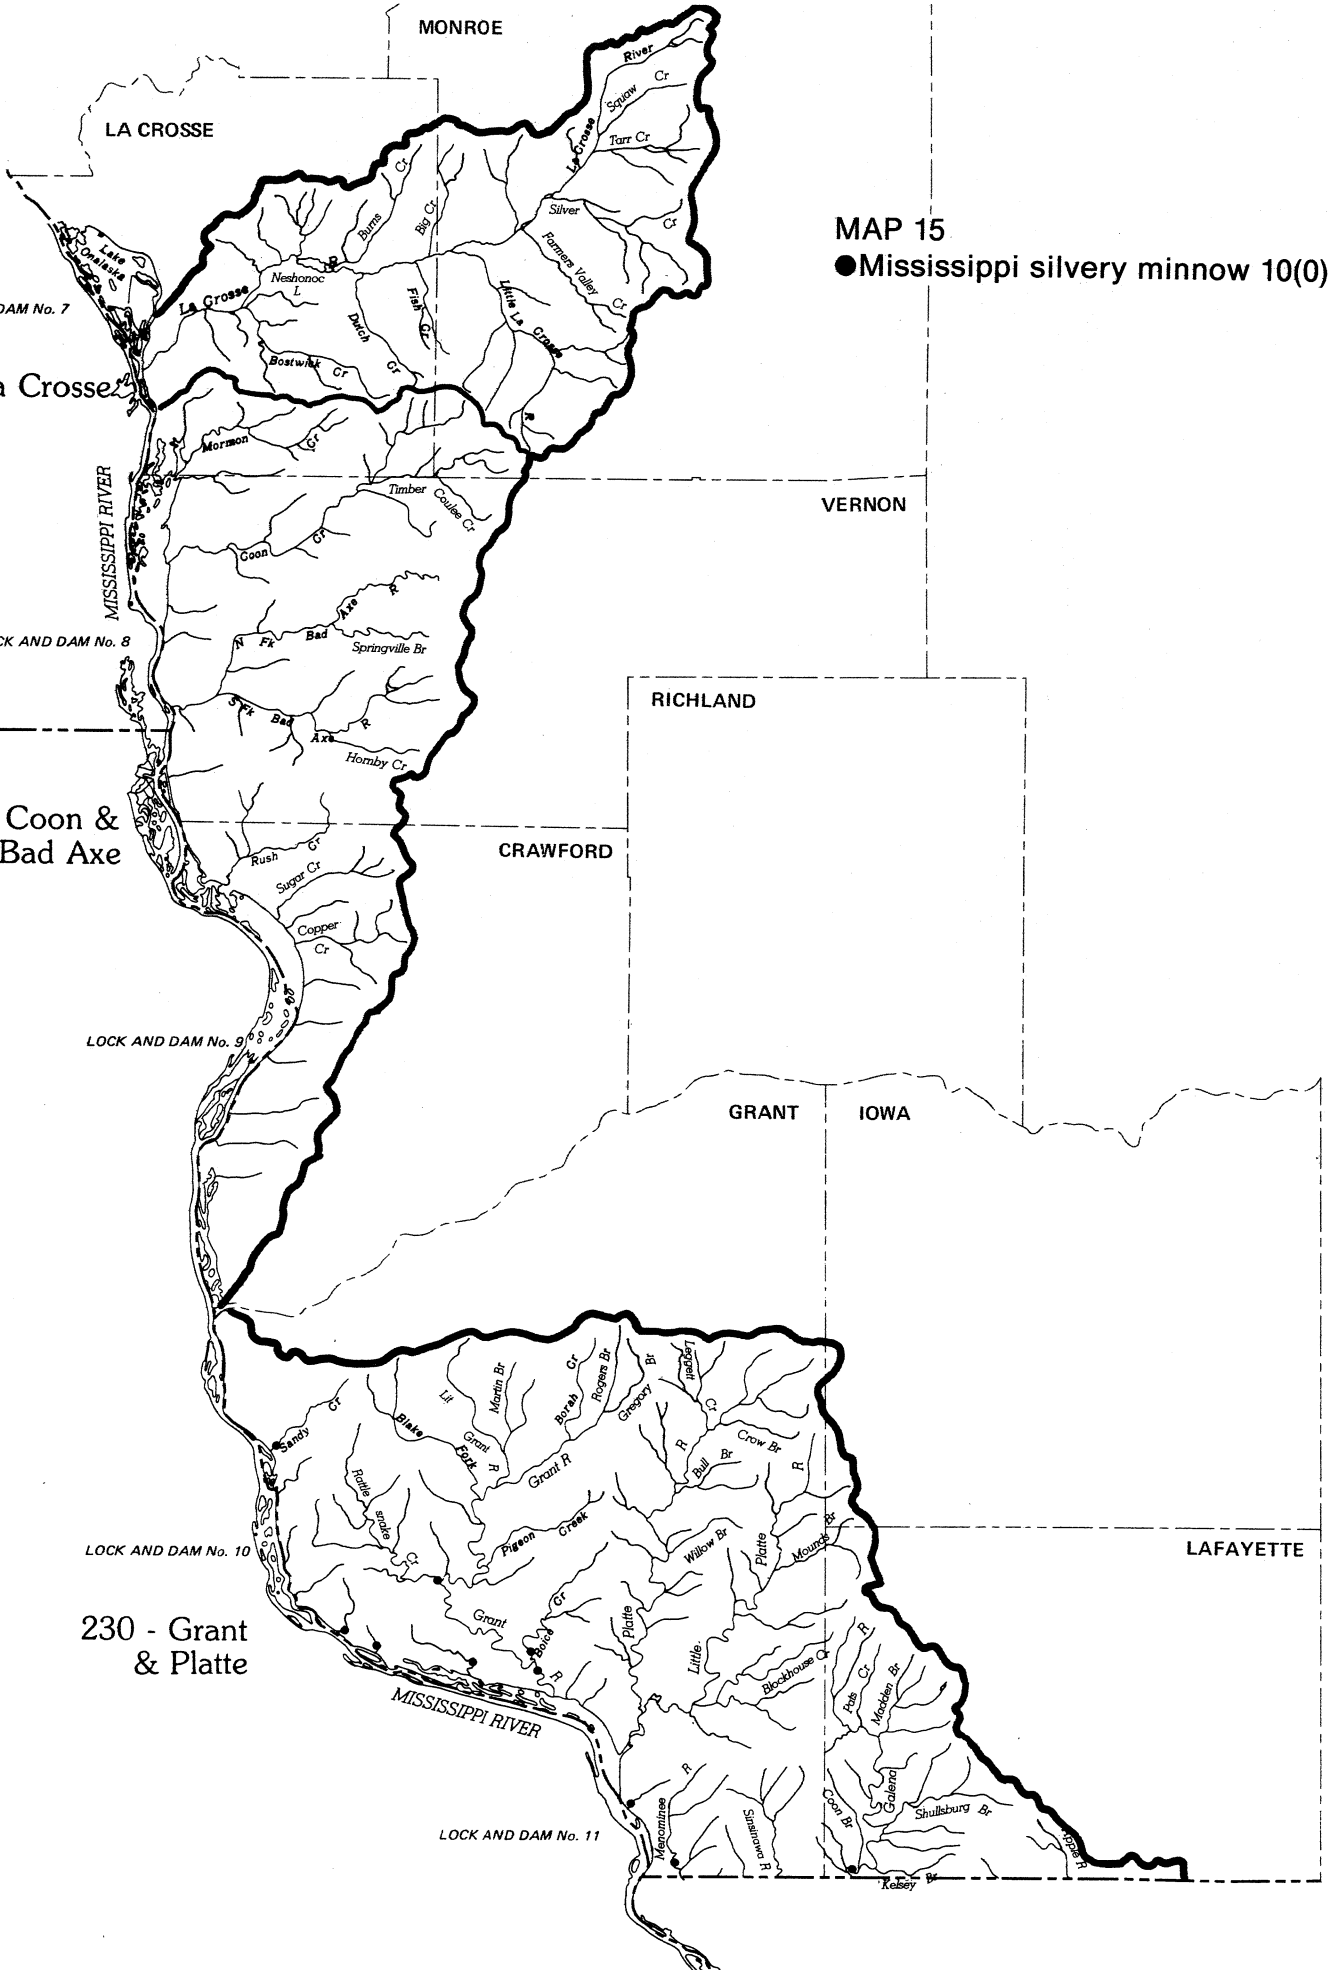 MONROE
LA CROSSE
River
Squaw Cr
La Crosse
Tarr Cr
MAP 15
●Mississippi silvery minnow 10(0)
Lake
Onalaska
Burns Cr
Big Cr
Silver Cr
Farmers Valley Cr
Neshonoc
L
R
La Crosse
DAM No. 7
Fish Cr
Dutch Cr
Little La Crosse R
Bostwick Cr
a Crosse
Mormon Cr
Timber Coulee Cr
VERNON
MISSISSIPPI RIVER
Coon Cr
N Fk Bad Axe R
Springville Br
CK AND DAM No. 8
RICHLAND
S Fk Bad Axe R
Hornby Cr
Coon &
Bad Axe
CRAWFORD
Rush Cr
Sugar Cr
Copper
Cr
LOCK AND DAM No. 9
GRANT
IOWA
Sandy Cr
Blake Fork
Lit Grant R
Martin Br
Borah Cr
Rogers Br
Gregory Br
Leggett Cr
Crow Br
Bull Br
R
R
Grant R
Rattle snake Cr
Pigeon Creek
Willow Br
Platte
Mounds Br
LOCK AND DAM No. 10
LAFAYETTE
230 - Grant
& Platte
Grant R
Boice Cr
Platte
R
Little
Blockhouse Cr
Pats Cr
R
Madden Br
MISSISSIPPI RIVER
Menominee R
Sinsinawa R
Coon Br
Galena
Shullsburg Br
Apple R
LOCK AND DAM No. 11
Kelsey Br